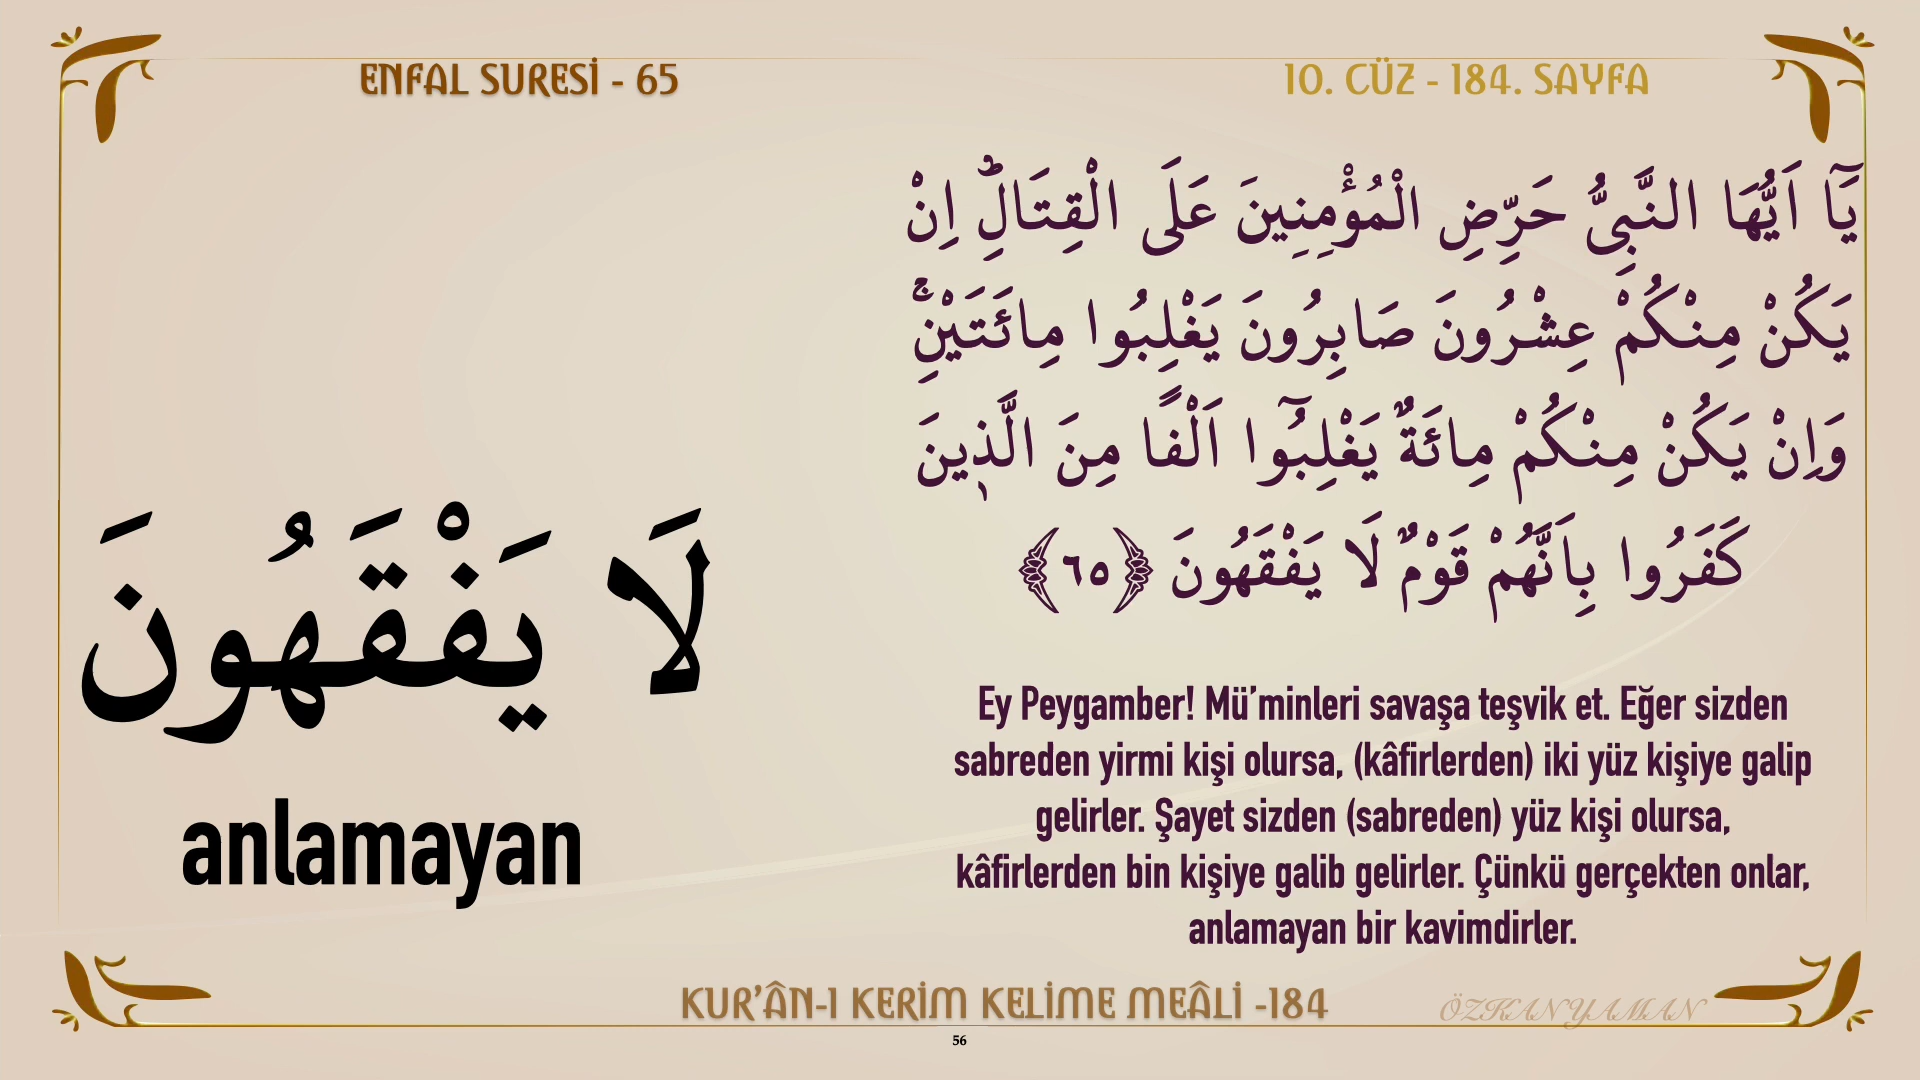 ENFAL SURESİ - 65
10. CÜZ - 184. SAYFA
يَٓا اَيُّهَا النَّبِيُّ حَرِّضِ الْمُؤْمِنِينَ عَلَى الْقِتَالِۜ اِنْ
يَكُنْ مِنْكُمْ عِشْرُونَ صَابِرُونَ يَغْلِبُوا مِائَتَيْنِۚ
وَاِنْ يَكُنْ مِنْكُمْ مِائَةٌ يَغْلِبُٓوا اَلْفًا مِنَ الَّذ۪ينَ
كَفَرُوا بِاَنَّهُمْ قَوْمٌ لَا يَفْقَهُونَ ﴿٦٥﴾
لَا يَفْقَهُونَ
anlamayan
Ey Peygamber! Mü’minleri savaşa teşvik et. Eğer sizden
sabreden yirmi kişi olursa, (kâfirlerden) iki yüz kişiye galip
gelirler. Şayet sizden (sabreden) yüz kişi olursa,
kâfirlerden bin kişiye galib gelirler. Çünkü gerçekten onlar,
anlamayan bir kavimdirler.
KUR’ÂN-I KERİM KELİME MEÂLİ -184
ÖZKAN YAMAN
56